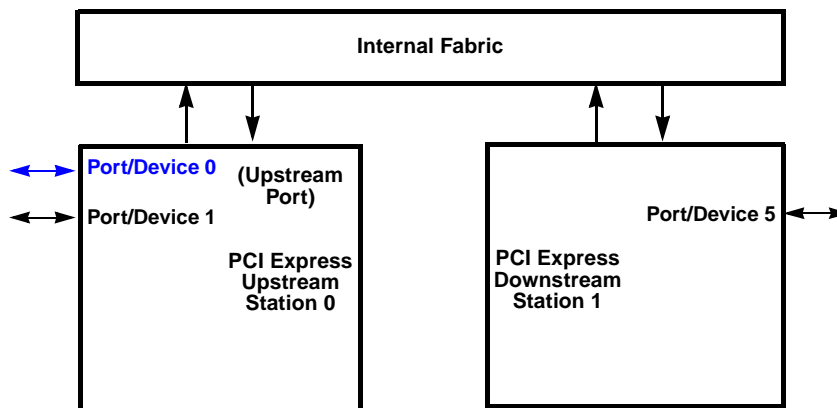 Internal Fabric
Port/Device 0
(Upstream
Port)
Port/Device 1
PCI Express
Upstream
Station 0
Port/Device 5
PCI Express
Downstream
Station 1